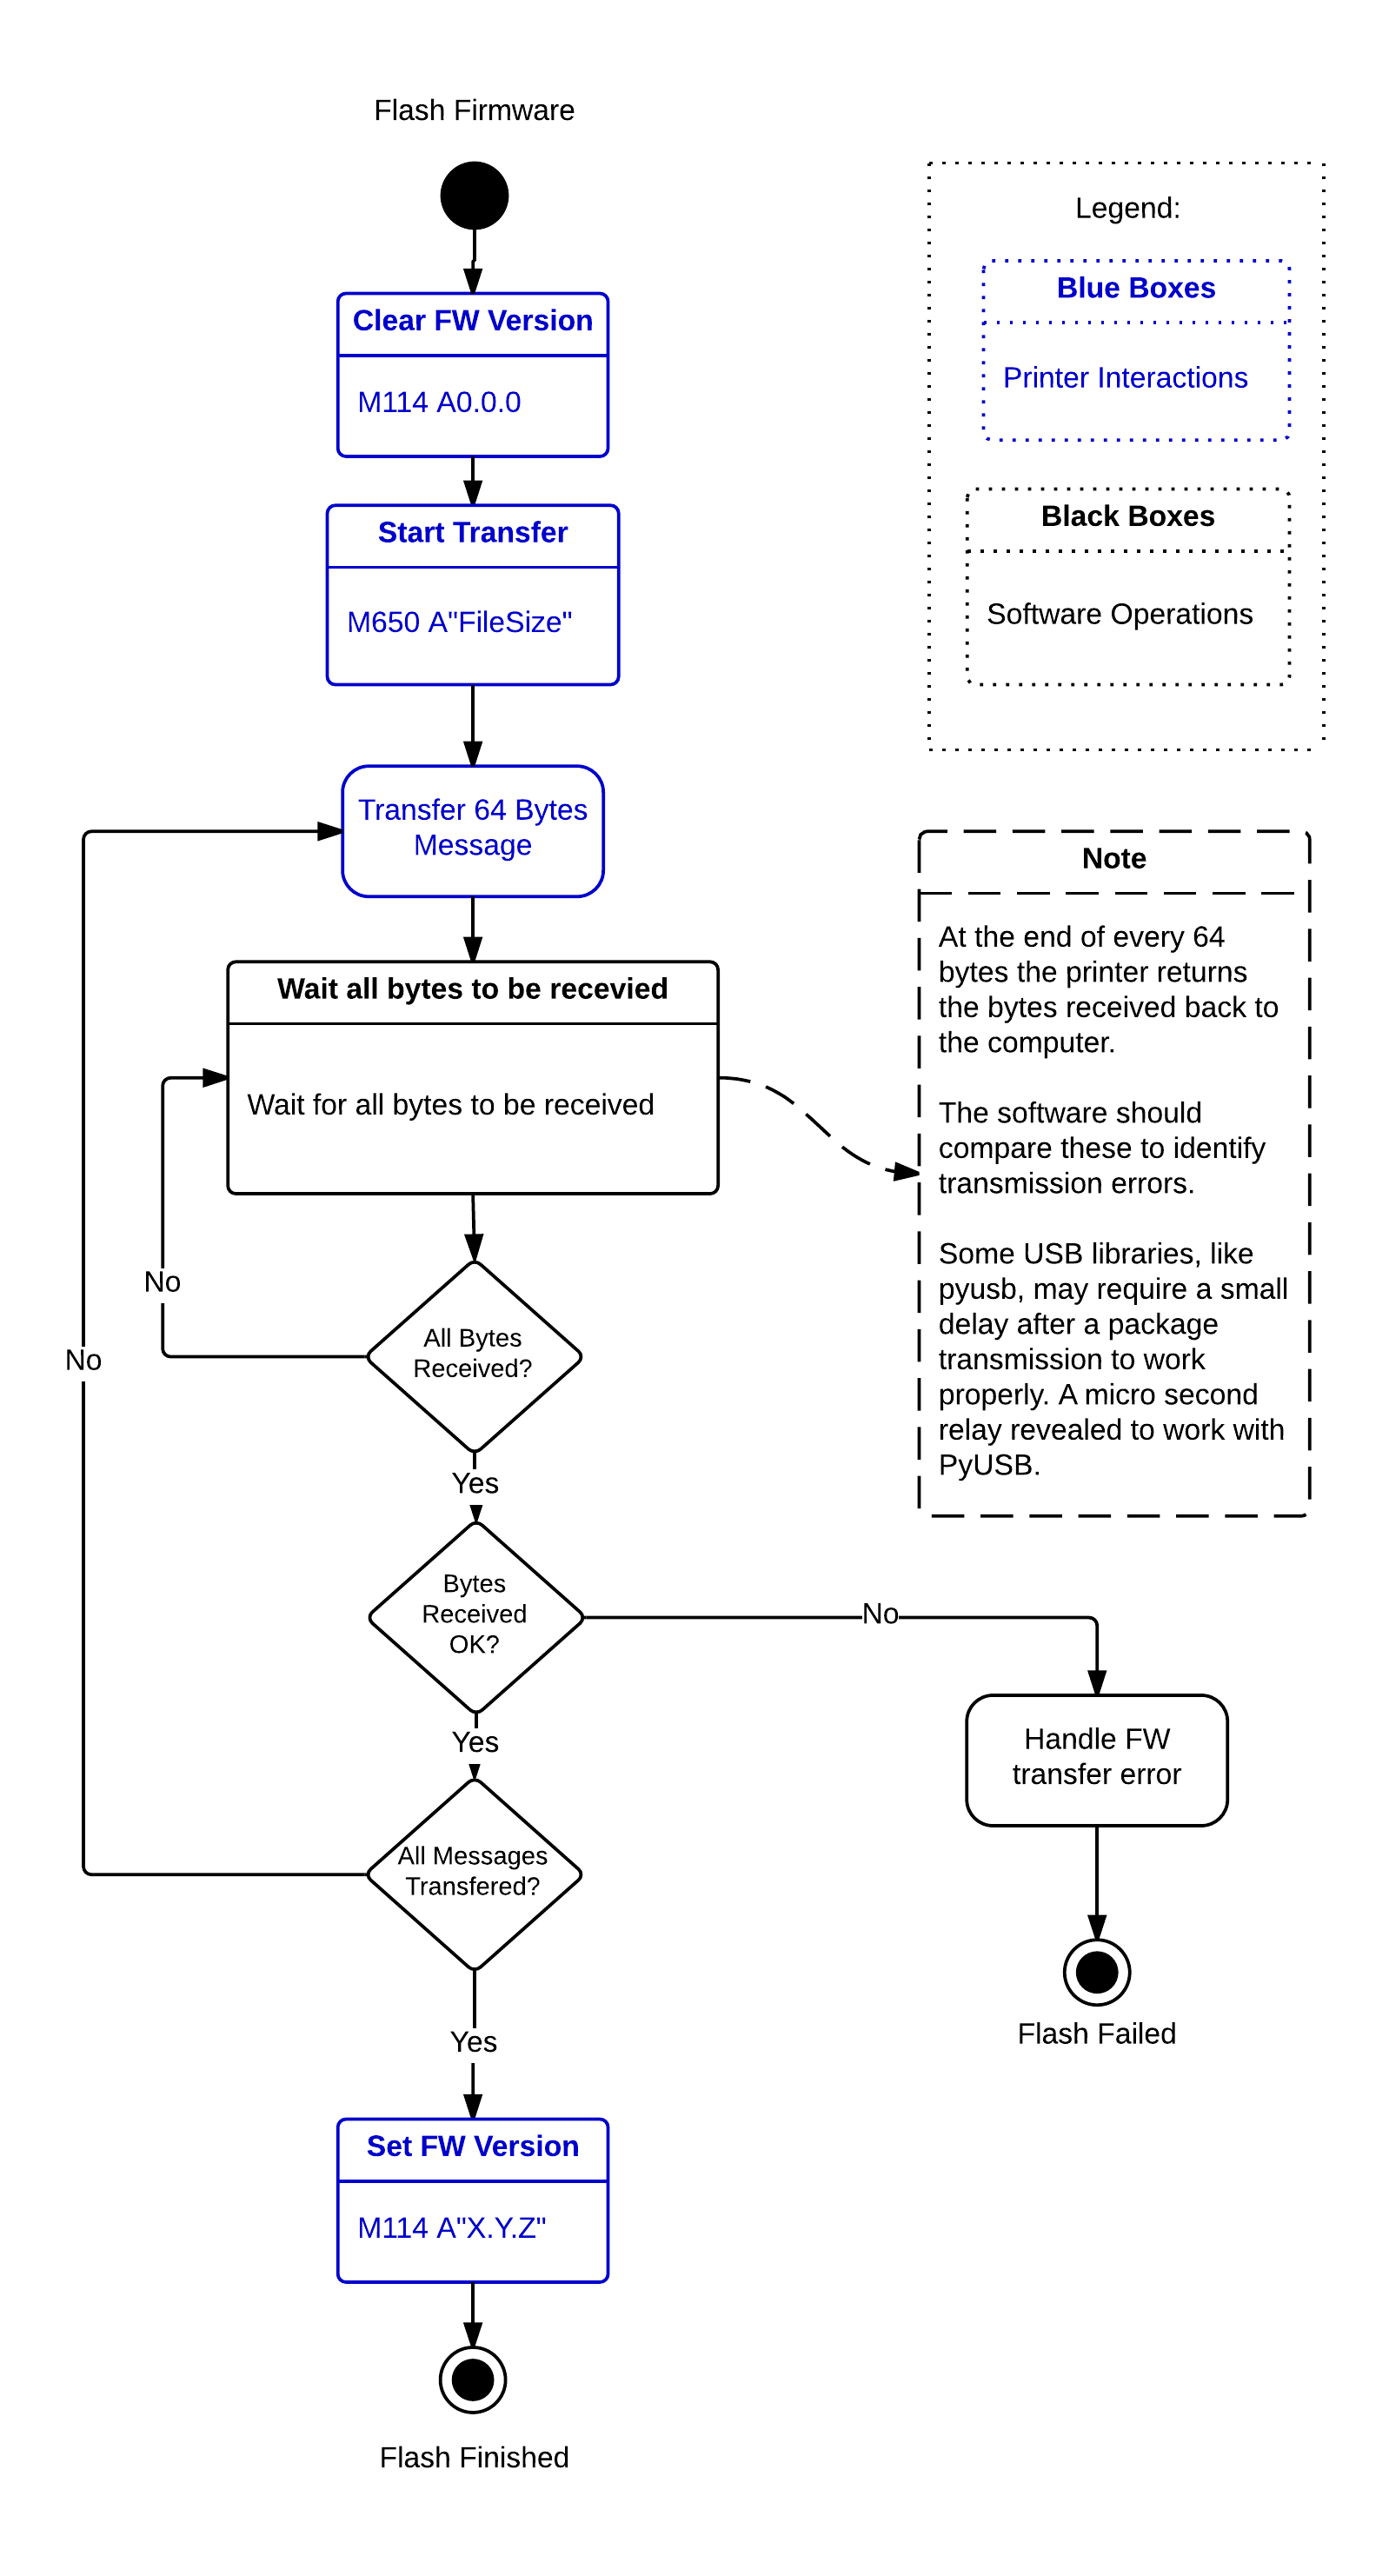 Flash Firmware
Clear FW Version
M114 A0.0.0
Start Transfer
M650 A"FileSize"
Transfer 64 Bytes
Message
Wait all bytes to be recevied
Wait for all bytes to be received
No
No
All Bytes
Received?
Yes
Bytes
Received
OK?
No
Yes
Handle FW
transfer error
All Messages
Transfered?
Flash Failed
Yes
Set FW Version
M114 A"X.Y.Z"
Flash Finished
Legend:
Blue Boxes
Printer Interactions
Black Boxes
Software Operations
Note
At the end of every 64
bytes the printer returns
the bytes received back to
the computer.
The software should
compare these to identify
transmission errors.
Some USB libraries, like
pyusb, may require a small
delay after a package
transmission to work
properly. A micro second
relay revealed to work with
PyUSB.